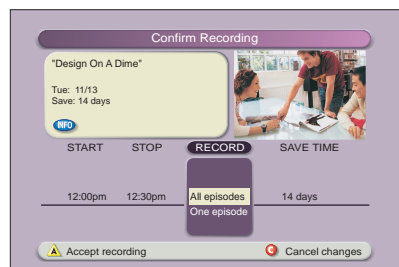 Confirm Recording
"Design On A Dime"
Tue: 11/13
Save: 14 days
INFO
START STOP RECORD SAVE TIME
12:00pm 12:30pm All episodes 14 days
One episode
A Accept recording C Cancel changes